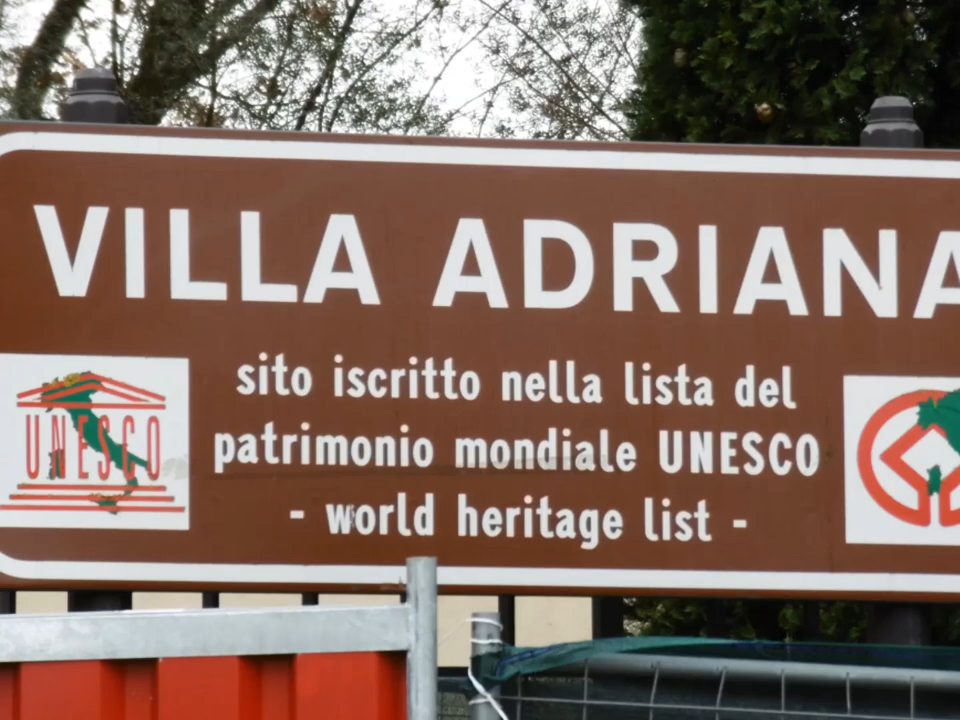 VILLA ADRIANA
UNESCO
sito iscritto nella lista del
patrimonio mondiale UNESCO
- world heritage list -